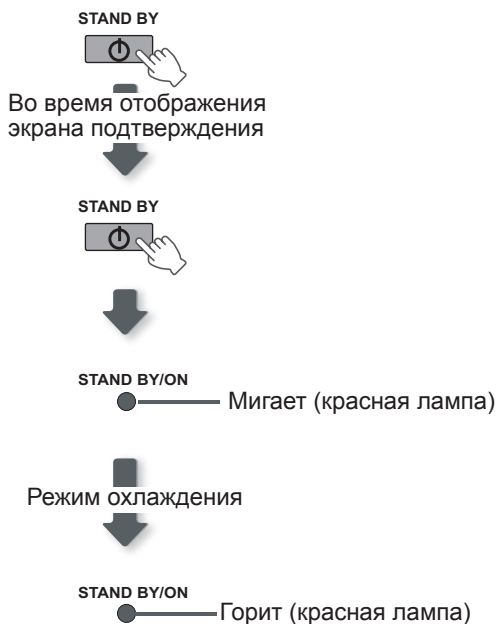 STAND BY
Во время отображения
экрана подтверждения
STAND BY
STAND BY/ON
Мигает (красная лампа)
Режим охлаждения
STAND BY/ON
Горит (красная лампа)